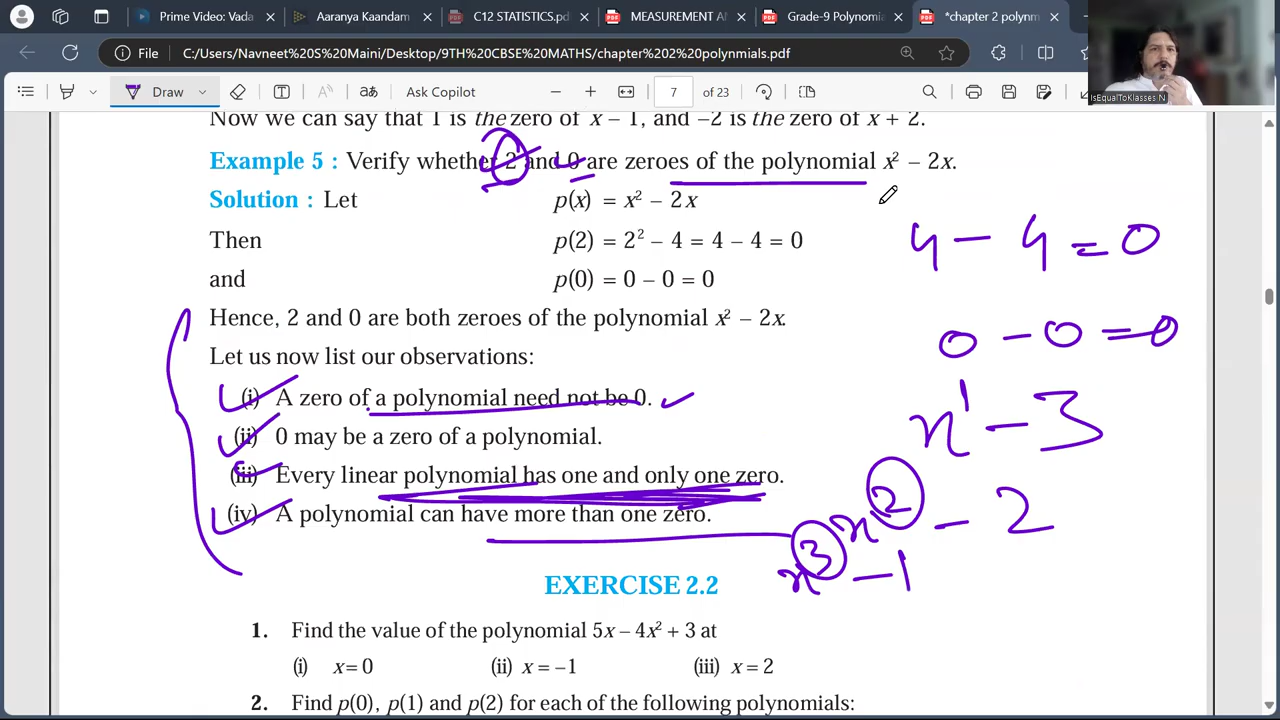 Prime Video: Vada
Aaranya Kaandam
C12 STATISTICS.pd
MEASUREMENT AN
Grade-9 Polynomia
*chapter 2 polynm
File
C:/Users/Navneet%20S%20Maini/Desktop/9TH%20CBSE%20MATHS/chapter%202%20polynmials.pdf
IsEqualToKlasses-N
Draw
Ask Copilot
7 of 23
Now we can say that 1 is the zero of x – 1, and –2 is the zero of x + 2.
Example 5 : Verify whether 2 and 0 are zeroes of the polynomial x² – 2x.
Solution : Let p(x) = x² – 2x
Then p(2) = 2² – 4 = 4 – 4 = 0
4 – 4 = 0
and p(0) = 0 – 0 = 0
Hence, 2 and 0 are both zeroes of the polynomial x² – 2x.
0 – 0 = 0
Let us now list our observations:
(i) A zero of a polynomial need not be 0.
x¹ – 3
(ii) 0 may be a zero of a polynomial.
(iii) Every linear polynomial has one and only one zero.
(iv) A polynomial can have more than one zero.
x² – 2
x³ – 1
EXERCISE 2.2
1. Find the value of the polynomial 5x – 4x² + 3 at
(i) x = 0 (ii) x = –1 (iii) x = 2
2. Find p(0), p(1) and p(2) for each of the following polynomials: